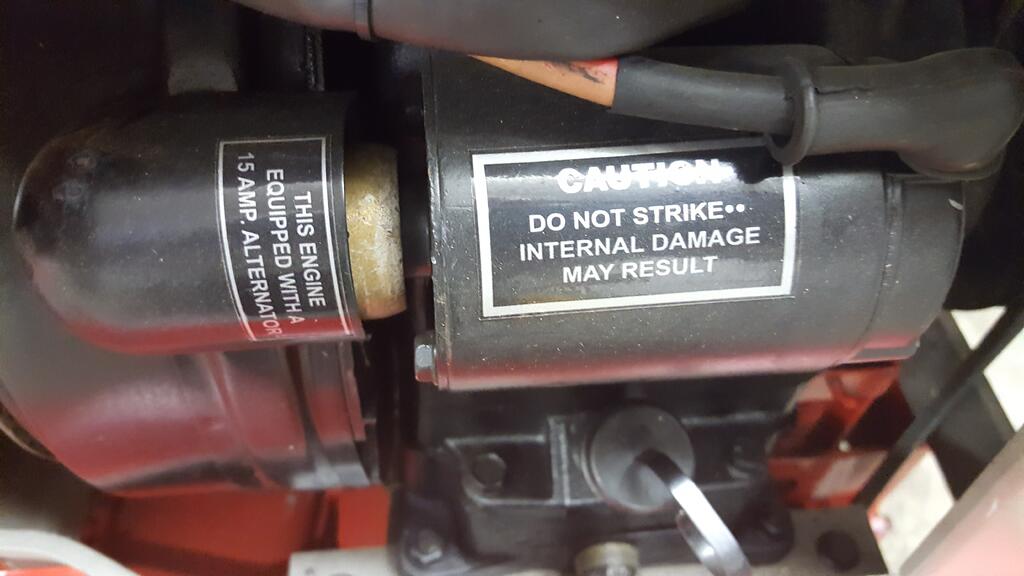 THIS ENGINE
EQUIPPED WITH A
15 AMP. ALTERNATOR
CAUTION
DO NOT STRIKE••
INTERNAL DAMAGE
MAY RESULT